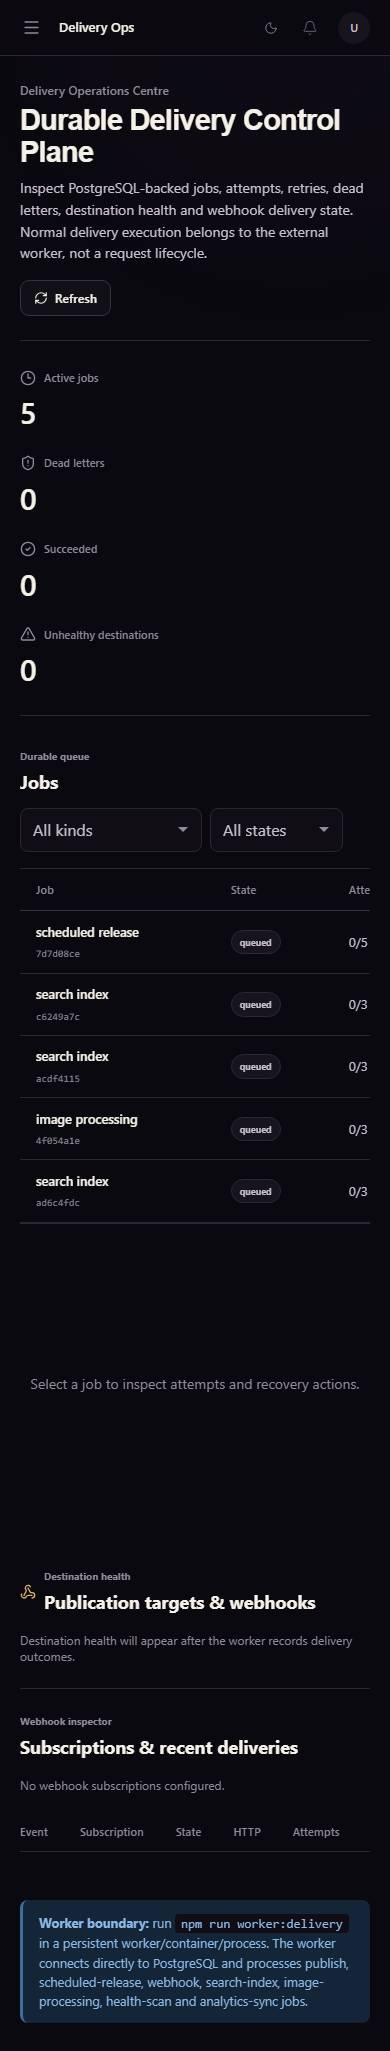 Delivery Ops
U
Delivery Operations Centre
Durable Delivery Control
Plane
Inspect PostgreSQL-backed jobs, attempts, retries, dead
letters, destination health and webhook delivery state.
Normal delivery execution belongs to the external
worker, not a request lifecycle.
Refresh
Active jobs
5
Dead letters
0
Succeeded
0
Unhealthy destinations
0
Durable queue
Jobs
All kinds All states
Job State Atte
scheduled release queued 0/5
7d7d08ce
search index queued 0/3
c6249a7c
search index queued 0/3
acdf4115
image processing queued 0/3
4f054a1e
search index queued 0/3
ad6c4fdc
Select a job to inspect attempts and recovery actions.
Destination health
Publication targets & webhooks
Destination health will appear after the worker records delivery
outcomes.
Webhook inspector
Subscriptions & recent deliveries
No webhook subscriptions configured.
Event Subscription State HTTP Attempts
Worker boundary: run npm run worker:delivery
in a persistent worker/container/process. The worker
connects directly to PostgreSQL and processes publish,
scheduled-release, webhook, search-index, image-
processing, health-scan and analytics-sync jobs.